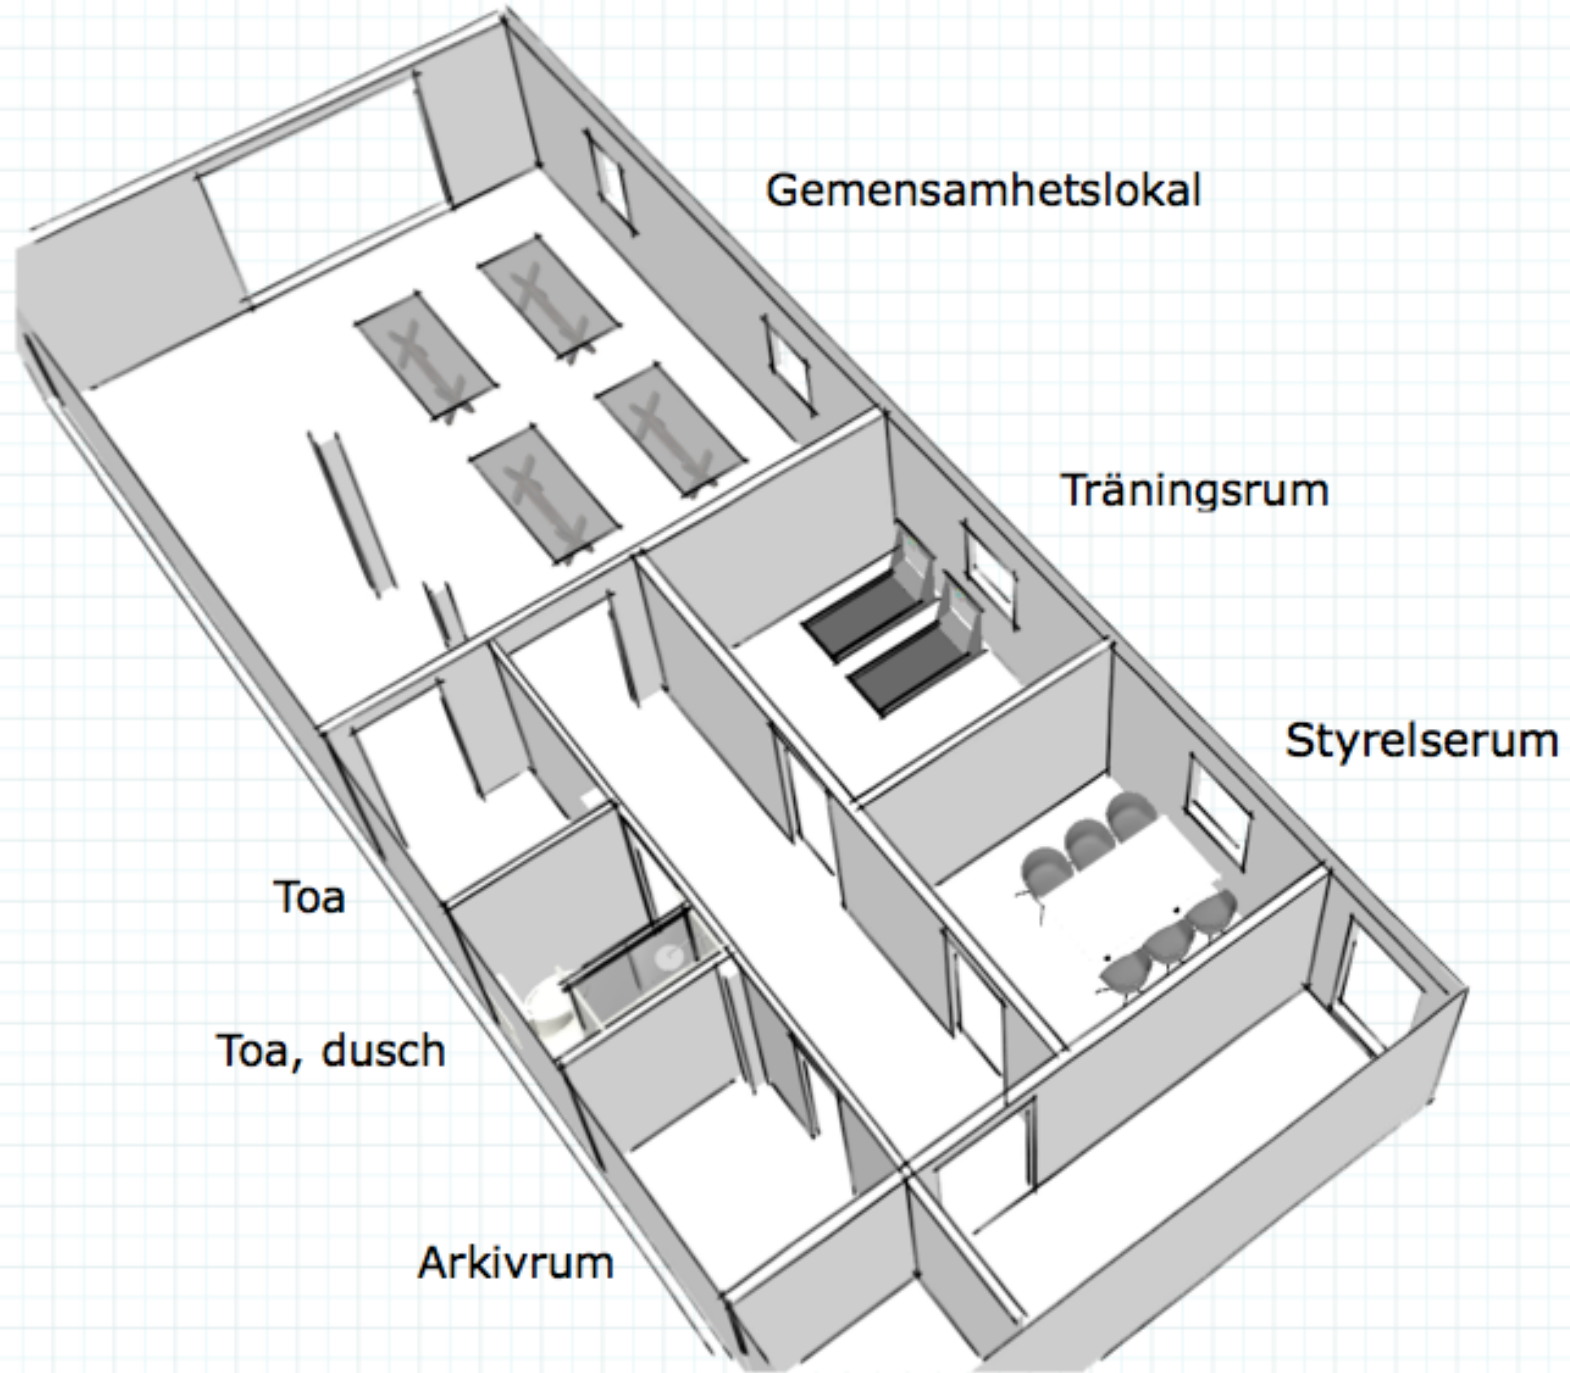 Gemensamhetslokal
Träningsrum
Styrelserum
Toa
Toa, dusch
Arkivrum